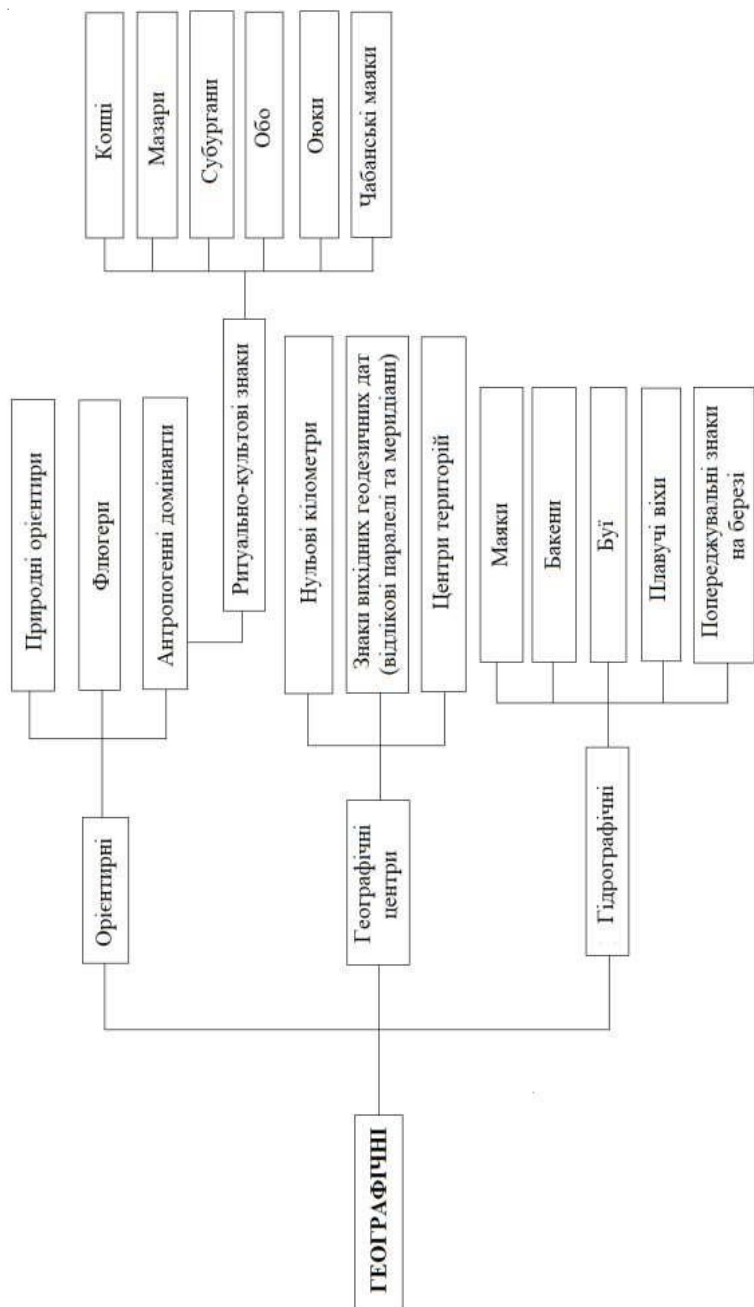 ГЕОГРАФІЧНІ
Орієнтирні
Природні орієнтири
Флюгери
Антропогенні домінанти
Ритуально-культові знаки
Копці
Мазари
Субургани
Обо
Оюки
Чабанські маяки
Географічні
центри
Нульові кілометри
Знаки вихідних геодезичних дат
(відлікові паралелі та меридіани)
Центри територій
Гідрографічні
Маяки
Бакени
Буї
Плавучі віхи
Попереджувальні знаки
на березі